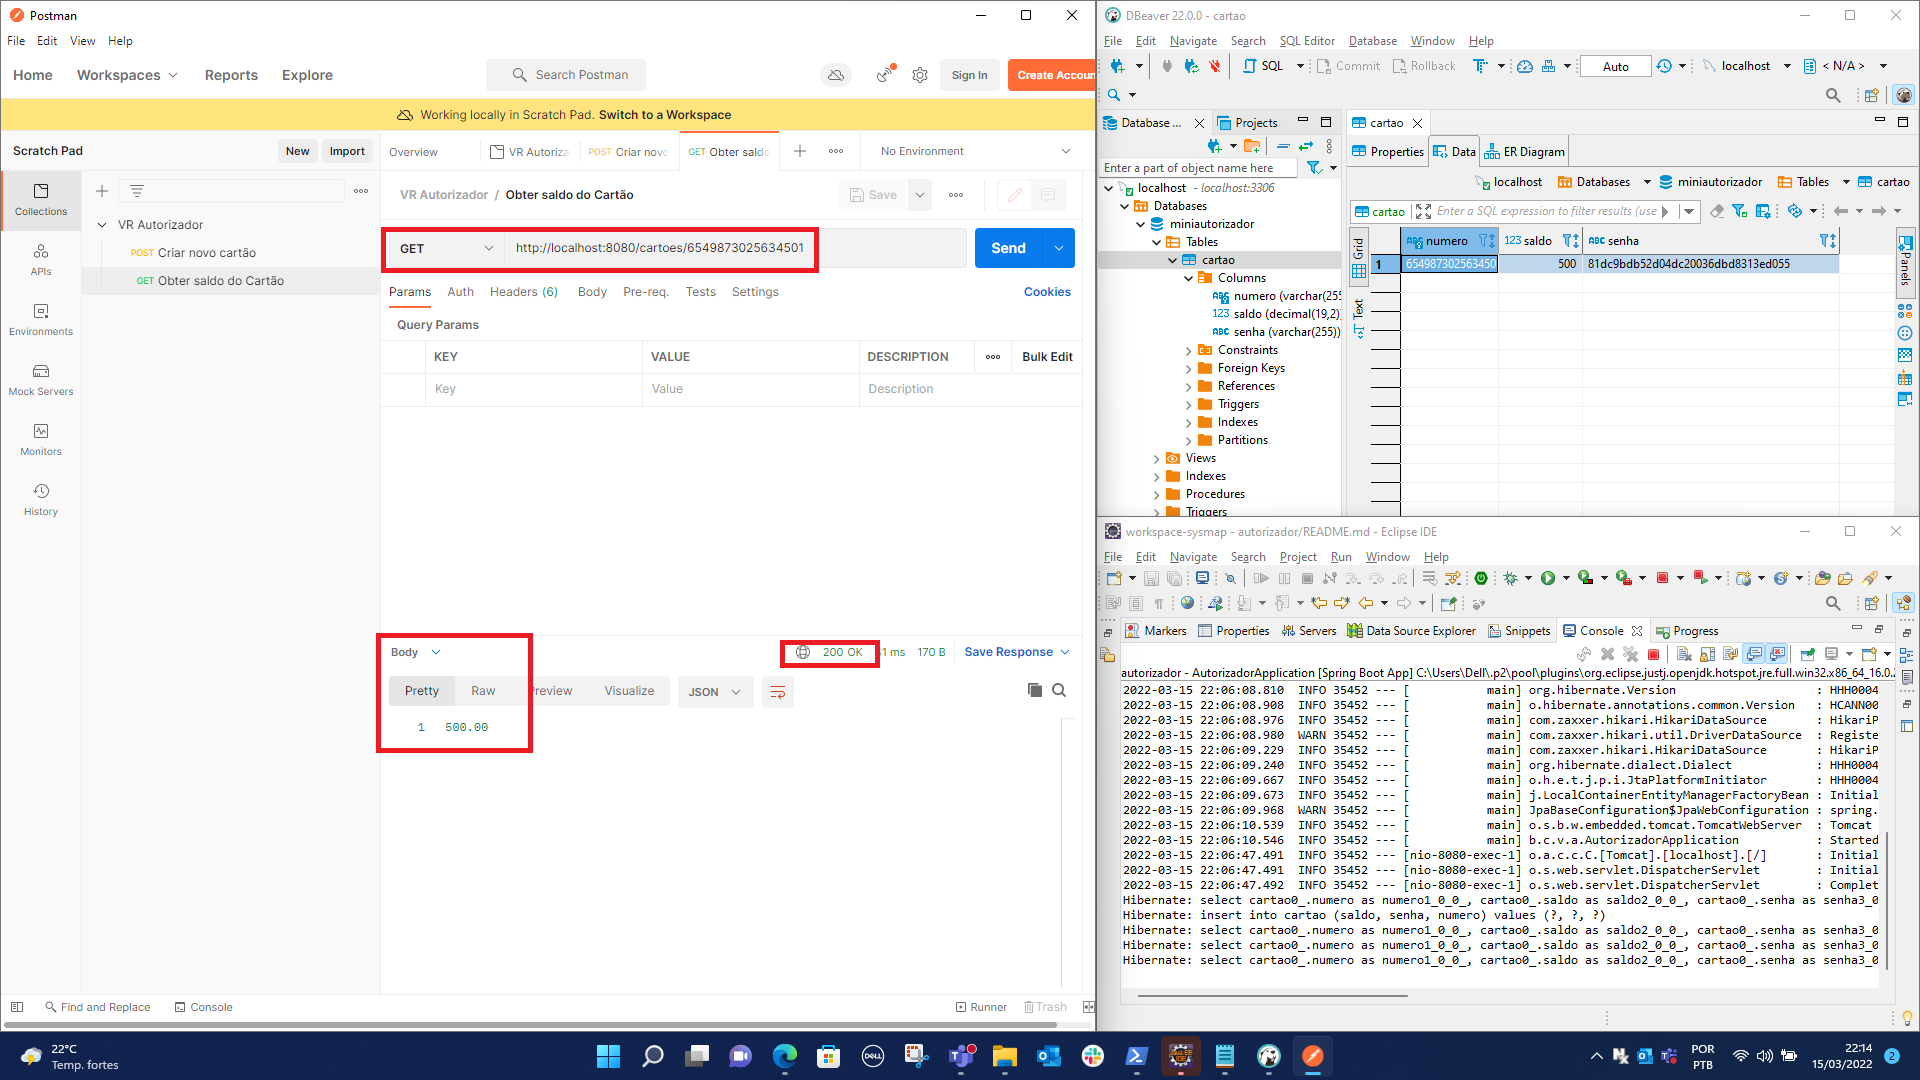 Postman
File Edit View Help
Home Workspaces Reports Explore
Search Postman
Sign In
Create Accoun
Working locally in Scratch Pad. Switch to a Workspace
Scratch Pad
New Import
Overview
VR Autoriza
POST Criar novo
GET Obter saldo
No Environment
Collections
APIs
Environments
Mock Servers
Monitors
History
VR Autorizador
POST Criar novo cartão
GET Obter saldo do Cartão
VR Autorizador / Obter saldo do Cartão
Save
GET http://localhost:8080/cartoes/6549873025634501
Send
Params Auth Headers (6) Body Pre-req. Tests Settings
Cookies
Query Params
KEY VALUE DESCRIPTION Bulk Edit
Key Value Description
Body
200 OK 1 ms 170 B Save Response
Pretty Raw review Visualize JSON
1 500.00
Find and Replace Console
Runner Trash
DBeaver 22.0.0 - cartao
File Edit Navigate Search SQL Editor Database Window Help
SQL Commit Rollback Auto localhost < N/A >
Database ... Projects
Enter a part of object name here
localhost - localhost:3306
Databases
miniautorizador
Tables
cartao
Columns
numero (varchar(255
saldo (decimal(19,2)
senha (varchar(255))
Constraints
Foreign Keys
References
Triggers
Indexes
Partitions
Views
Indexes
Procedures
Triggers
cartao
Properties Data ER Diagram
localhost Databases miniautorizador Tables cartao
cartao Enter a SQL expression to filter results (use
Grid
Text
Panels
ABC numero 123 saldo ABC senha
1 654987302563450 500 81dc9bdb52d04dc20036dbd8313ed055
workspace-sysmap - autorizador/README.md - Eclipse IDE
File Edit Navigate Search Project Run Window Help
Markers Properties Servers Data Source Explorer Snippets Console Progress
autorizador - AutorizadorApplication [Spring Boot App] C:\Users\Dell\.p2\pool\plugins\org.eclipse.justj.openjdk.hotspot.jre.full.win32.x86_64_16.0.2
2022-03-15 22:06:08.810 INFO 35452 --- [ main] org.hibernate.Version : HHH0004
2022-03-15 22:06:08.908 INFO 35452 --- [ main] o.hibernate.annotations.common.Version : HCANN00
2022-03-15 22:06:08.976 INFO 35452 --- [ main] com.zaxxer.hikari.HikariDataSource : HikariP
2022-03-15 22:06:08.980 WARN 35452 --- [ main] com.zaxxer.hikari.util.DriverDataSource : Registe
2022-03-15 22:06:09.229 INFO 35452 --- [ main] com.zaxxer.hikari.HikariDataSource : HikariP
2022-03-15 22:06:09.240 INFO 35452 --- [ main] org.hibernate.dialect.Dialect : HHH0004
2022-03-15 22:06:09.667 INFO 35452 --- [ main] o.h.e.t.j.p.i.JtaPlatformInitiator : HHH0004
2022-03-15 22:06:09.673 INFO 35452 --- [ main] j.LocalContainerEntityManagerFactoryBean : Initial
2022-03-15 22:06:09.968 WARN 35452 --- [ main] JpaBaseConfiguration$JpaWebConfiguration : spring.
2022-03-15 22:06:10.539 INFO 35452 --- [ main] o.s.b.w.embedded.tomcat.TomcatWebServer : Tomcat
2022-03-15 22:06:10.546 INFO 35452 --- [ main] b.c.v.a.AutorizadorApplication : Started
2022-03-15 22:06:47.491 INFO 35452 --- [nio-8080-exec-1] o.a.c.c.C.[Tomcat].[localhost].[/] : Initial
2022-03-15 22:06:47.491 INFO 35452 --- [nio-8080-exec-1] o.s.web.servlet.DispatcherServlet : Initial
2022-03-15 22:06:47.492 INFO 35452 --- [nio-8080-exec-1] o.s.web.servlet.DispatcherServlet : Complet
Hibernate: select cartao0_.numero as numero1_0_0_, cartao0_.saldo as saldo2_0_0_, cartao0_.senha as senha3_0
Hibernate: insert into cartao (saldo, senha, numero) values (?, ?, ?)
Hibernate: select cartao0_.numero as numero1_0_0_, cartao0_.saldo as saldo2_0_0_, cartao0_.senha as senha3_0
Hibernate: select cartao0_.numero as numero1_0_0_, cartao0_.saldo as saldo2_0_0_, cartao0_.senha as senha3_0
Hibernate: select cartao0_.numero as numero1_0_0_, cartao0_.saldo as saldo2_0_0_, cartao0_.senha as senha3_0
22°C
Temp. fortes
DELL
POR
PTB
22:14
15/03/2022
2